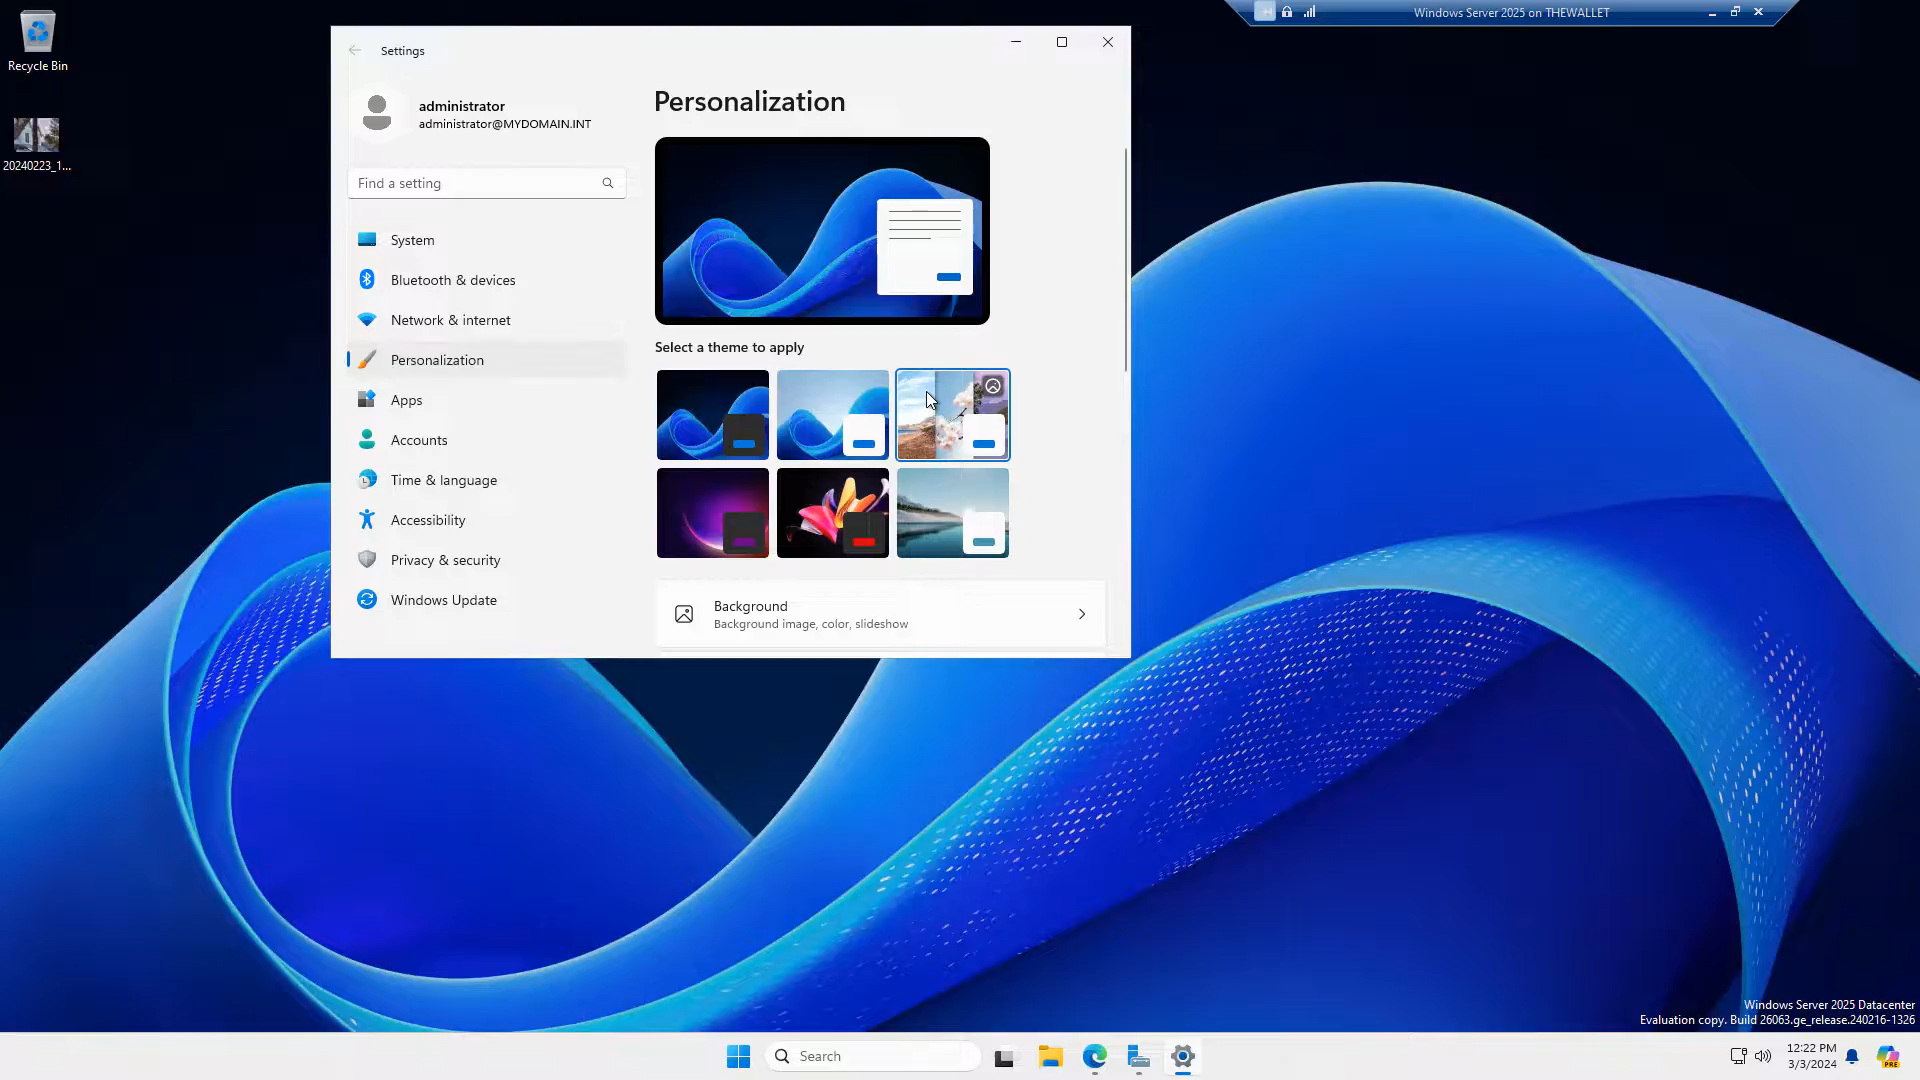 Windows Server 2025 on THEWALLET
Recycle Bin
20240223_1...
Settings
administrator
administrator@MYDOMAIN.INT
Find a setting
System
Bluetooth & devices
Network & internet
Personalization
Apps
Accounts
Time & language
Accessibility
Privacy & security
Windows Update
Personalization
Select a theme to apply
Background
Background image, color, slideshow
Windows Server 2025 Datacenter
Evaluation copy. Build 26063.ge_release.240216-1326
Search
12:22 PM
3/3/2024
PRE